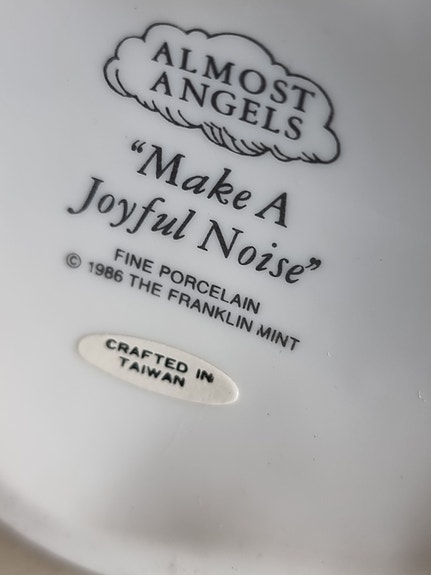 ALMOST
ANGELS
“Make A
Joyful Noise”
FINE PORCELAIN
© 1986 THE FRANKLIN MINT
CRAFTED IN
TAIWAN